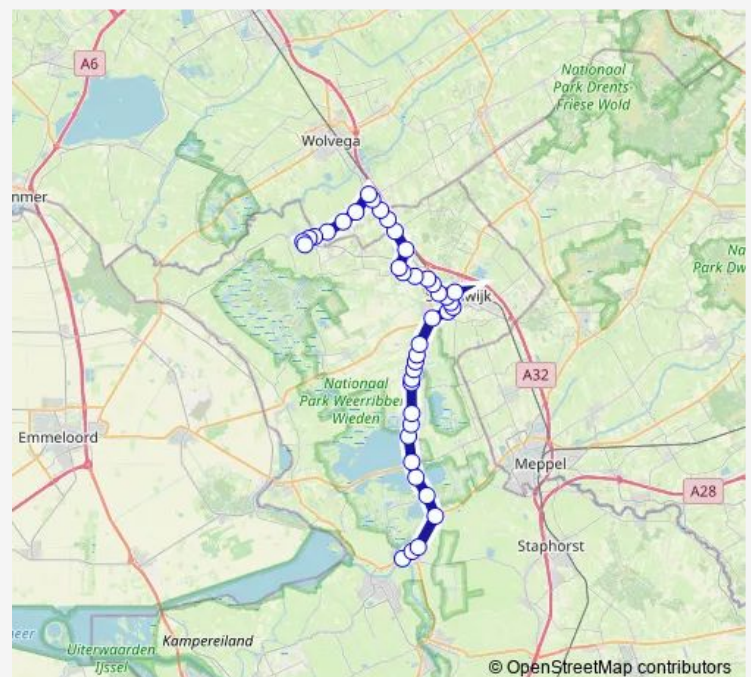 A6
Nationaal
Park Drents-
Friese Wold
Wolvega
nmer
Na
Park Dw
wijk
A32
Nationaal
Park Weerribbe
Wieden
Emmeloord
Meppel
A28
Staphorst
eer
Kampereiland
Uiterwaarden
IJssel
© OpenStreetMap contributors